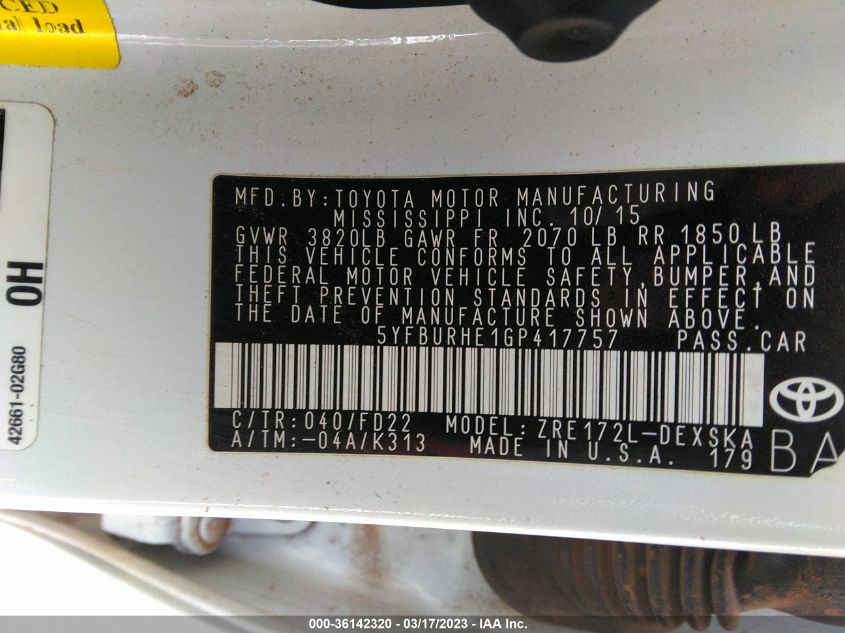 CED
nal load
OH
42661-02G80
MFD.BY:TOYOTA MOTOR MANUFACTURING
MISSISSIPPI INC. 10/15
GVWR 3820LB GAWR FR 2070 LB RR 1850 LB
THIS VEHICLE CONFORMS TO ALL APPLICABLE
FEDERAL MOTOR VEHICLE SAFETY,BUMPER,AND
THEFT PREVENTION STANDARDS IN EFFECT ON
THE DATE OF MANUFACTURE SHOWN ABOVE.
5YFBURHE1GP417757 PASS.CAR
C/TR:040/FD22 MODEL:ZRE172L-DEXSKA
A/TM:-04A/K313 MADE IN U.S.A. 179
BA
000-36142320 — 03/17/2023 — IAA Inc.